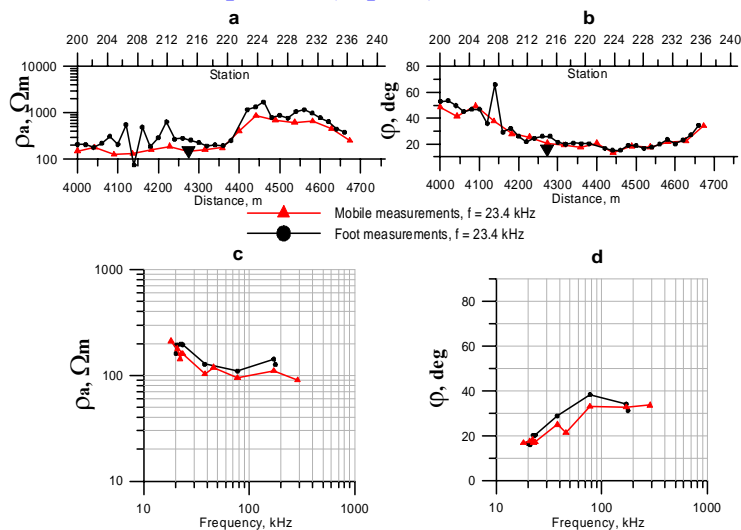 a
200 204 208 212 216 220 224 228 232 236 240
Station
10000
1000
100
ρa, Ωm
4000 4100 4200 4300 4400 4500 4600 4700
Distance, m
b
200 204 208 212 216 220 224 228 232 236 240
Station
80
60
40
20
φ, deg
4000 4100 4200 4300 4400 4500 4600 4700
Distance, m
Mobile measurements, f = 23.4 kHz
Foot measurements, f = 23.4 kHz
c
1000
100
10
ρa, Ωm
10 100 1000
Frequency, kHz
d
80
60
40
20
0
φ, deg
10 100 1000
Frequency, kHz